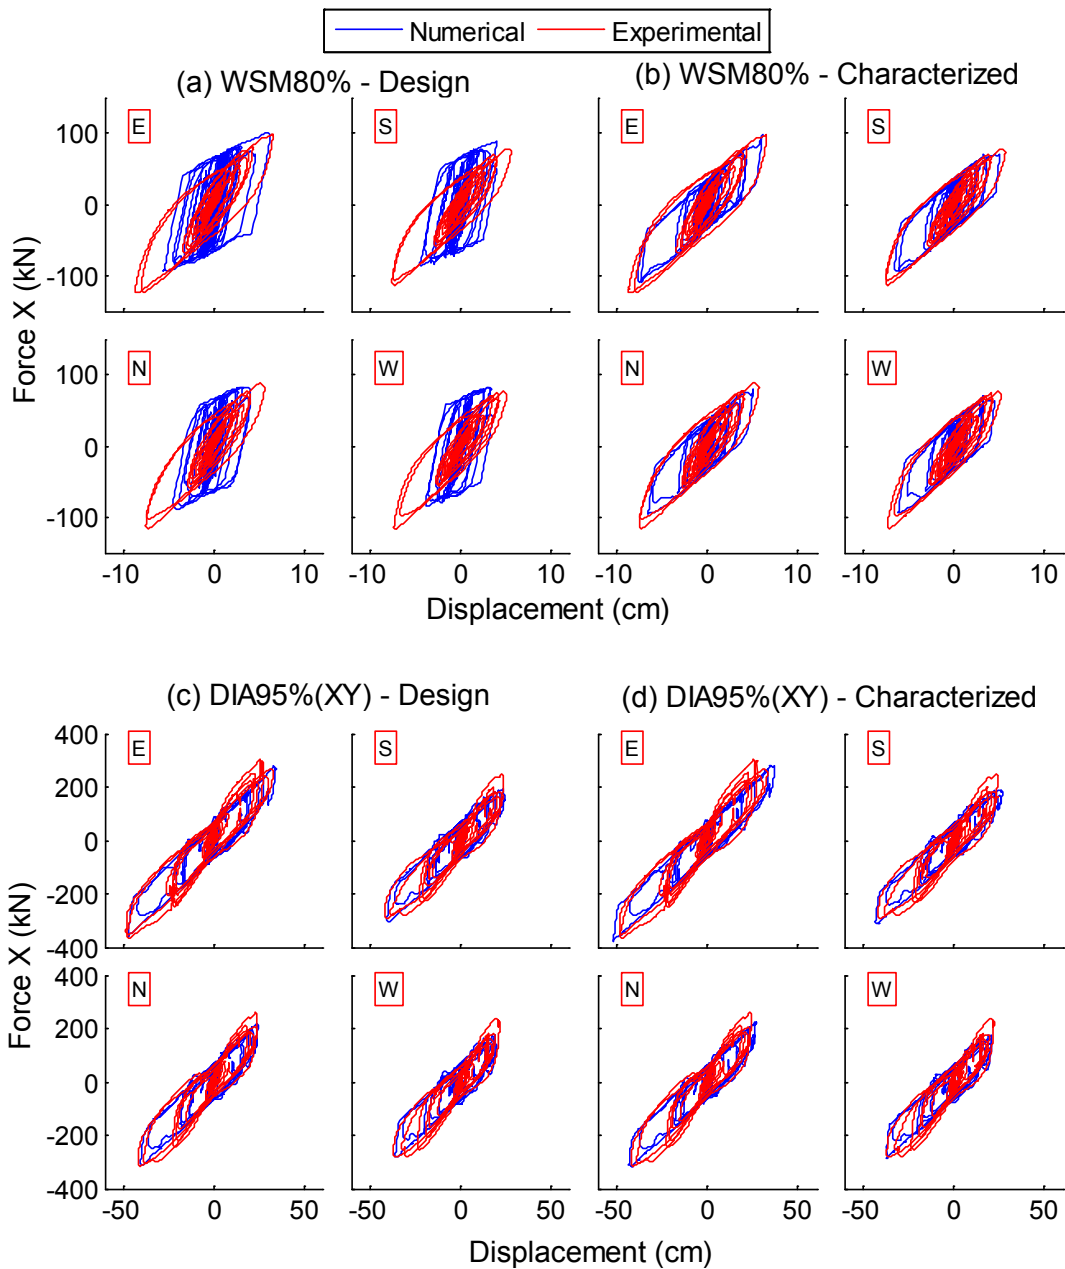 Numerical Experimental
(a) WSM80% - Design
(b) WSM80% - Characterized
E
S
E
S
100
0
-100
N
W
N
W
100
0
-100
Force X (kN)
-10 0 10 -10 0 10 -10 0 10 -10 0 10
Displacement (cm)
(c) DIA95%(XY) - Design
(d) DIA95%(XY) - Characterized
E
S
E
S
400
200
0
-200
-400
N
W
N
W
400
200
0
-200
-400
Force X (kN)
-50 0 50 -50 0 50 -50 0 50 -50 0 50
Displacement (cm)